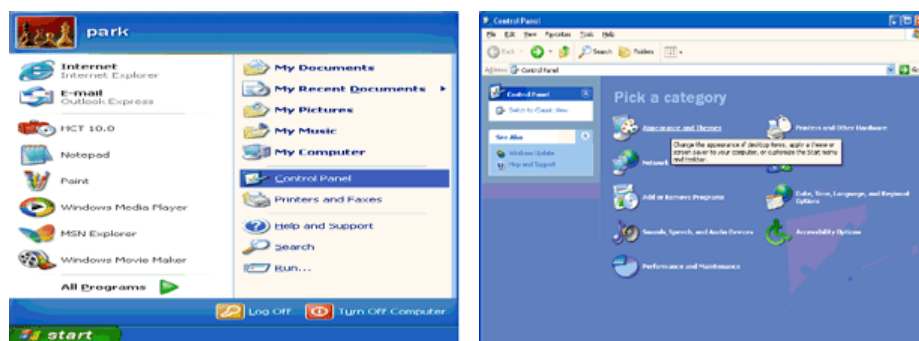 park
Internet
Internet Explorer
E-mail
Outlook Express
HCT 10.0
Notepad
Paint
Windows Media Player
MSN Explorer
Windows Movie Maker
All Programs
My Documents
My Recent Documents
My Pictures
My Music
My Computer
Control Panel
Printers and Faxes
Help and Support
Search
Run...
Log Off
Turn Off Computer
start
Control Panel
File Edit View Favorites Tools Help
Back
Search
Folders
Address
Control Panel
Go
Control Panel
Switch to Classic View
See Also
Windows Update
Help and Support
Pick a category
Appearance and Themes
Printers and Other Hardware
Change the appearance of desktop items, apply a theme or
screen saver to your computer, or customize the Start menu
and taskbar.
Network
Add or Remove Programs
Date, Time, Language, and Regional
Options
Sounds, Speech, and Audio Devices
Accessibility Options
Performance and Maintenance